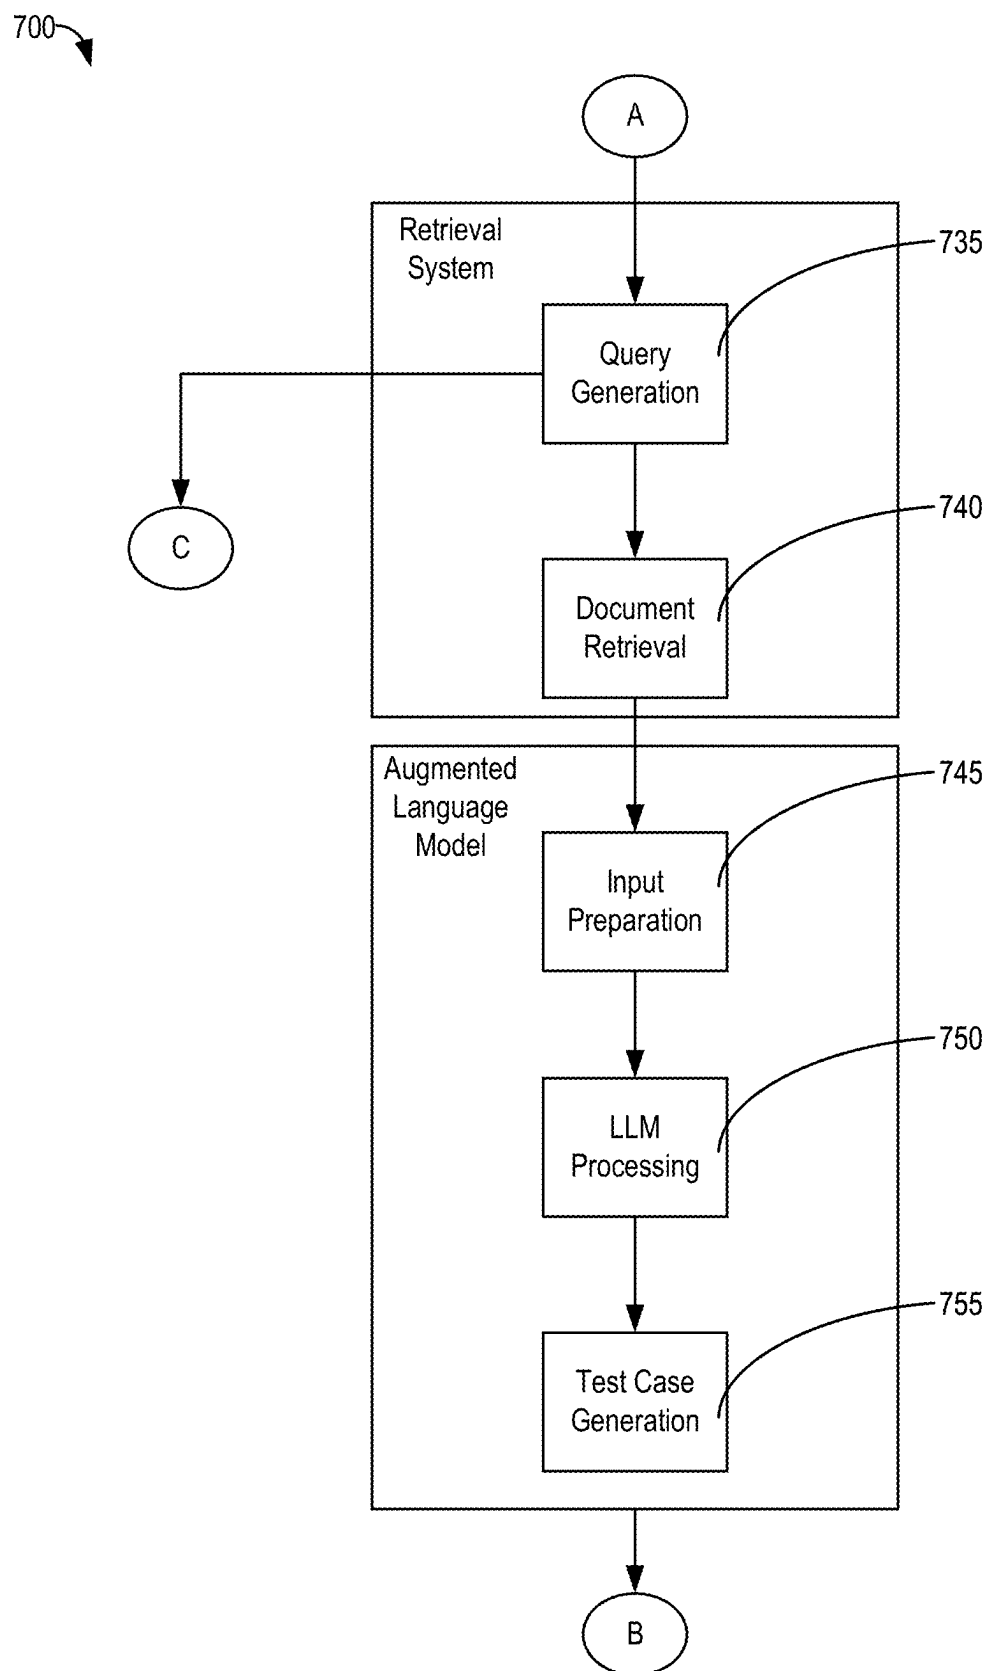 700
A
Retrieval
System
735
Query
Generation
740
C
Document
Retrieval
Augmented
Language
Model
745
Input
Preparation
750
LLM
Processing
755
Test Case
Generation
B